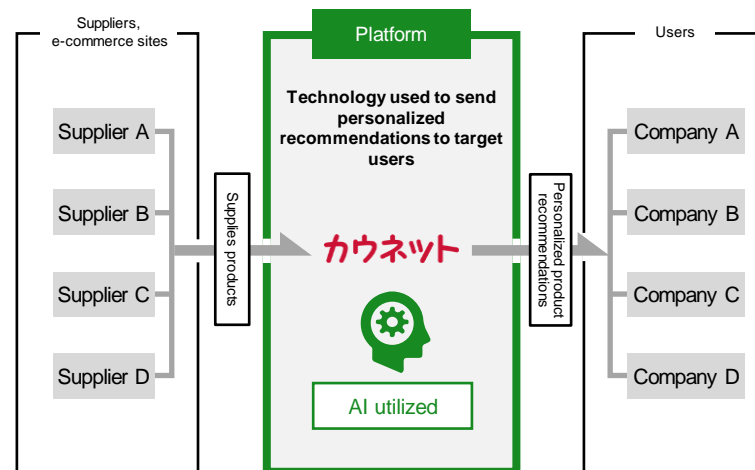 Suppliers,
e-commerce sites
Supplier A
Supplier B
Supplier C
Supplier D
Supplies products
Platform
Technology used to send
personalized
recommendations to target
users
カウネット
AI utilized
Personalized product
recommendations
Users
Company A
Company B
Company C
Company D